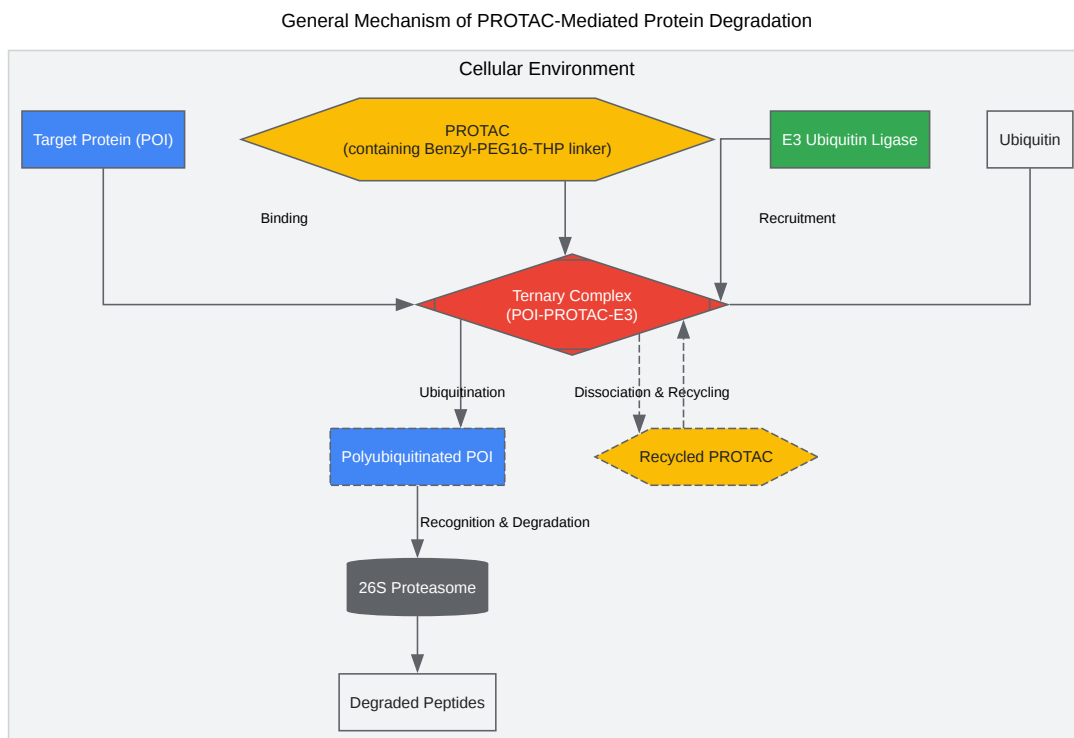 General Mechanism of PROTAC-Mediated Protein Degradation
Cellular Environment
Target Protein (POI)
PROTAC
(containing Benzyl-PEG16-THP linker)
E3 Ubiquitin Ligase
Ubiquitin
Binding
Recruitment
Ternary Complex
(POI-PROTAC-E3)
Ubiquitination
Dissociation & Recycling
Polyubiquitinated POI
Recycled PROTAC
Recognition & Degradation
26S Proteasome
Degraded Peptides